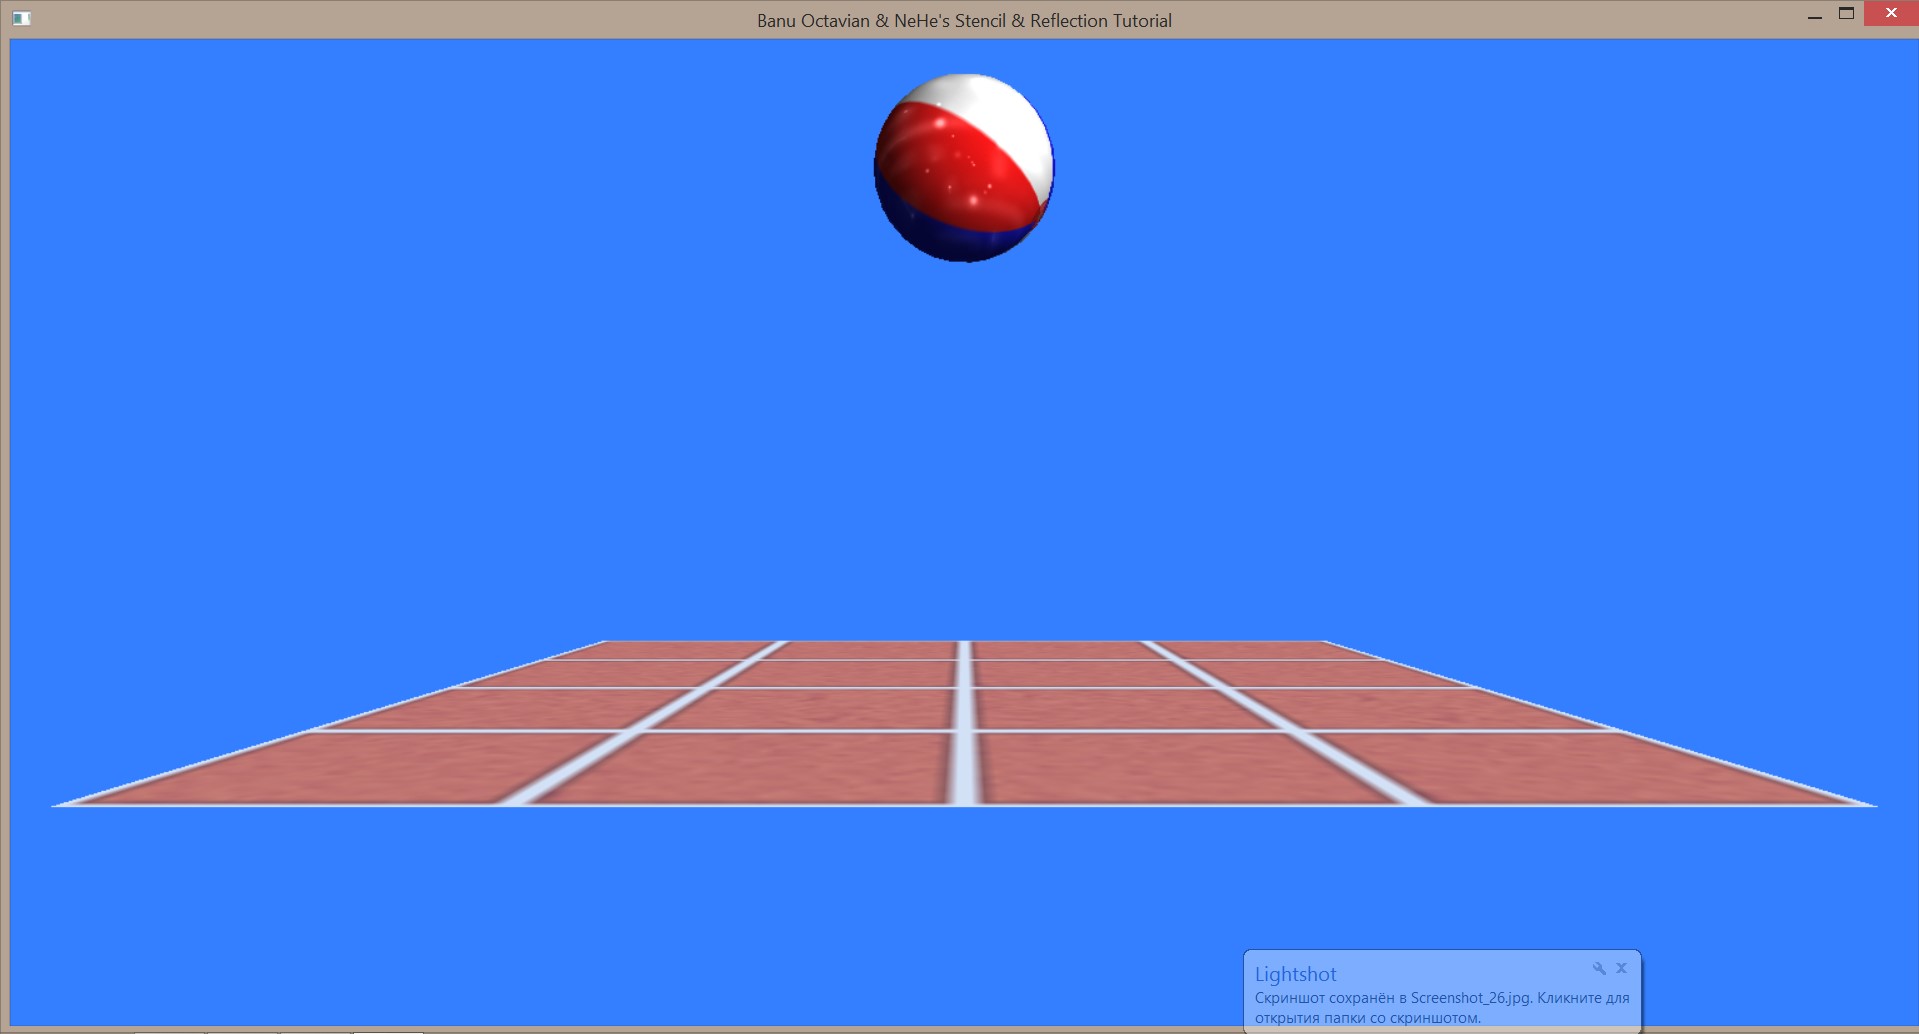 Banu Octavian & NeHe's Stencil & Reflection Tutorial
Lightshot
Скриншот сохранён в Screenshot_26.jpg. Кликните для
открытия папки со скриншотом.